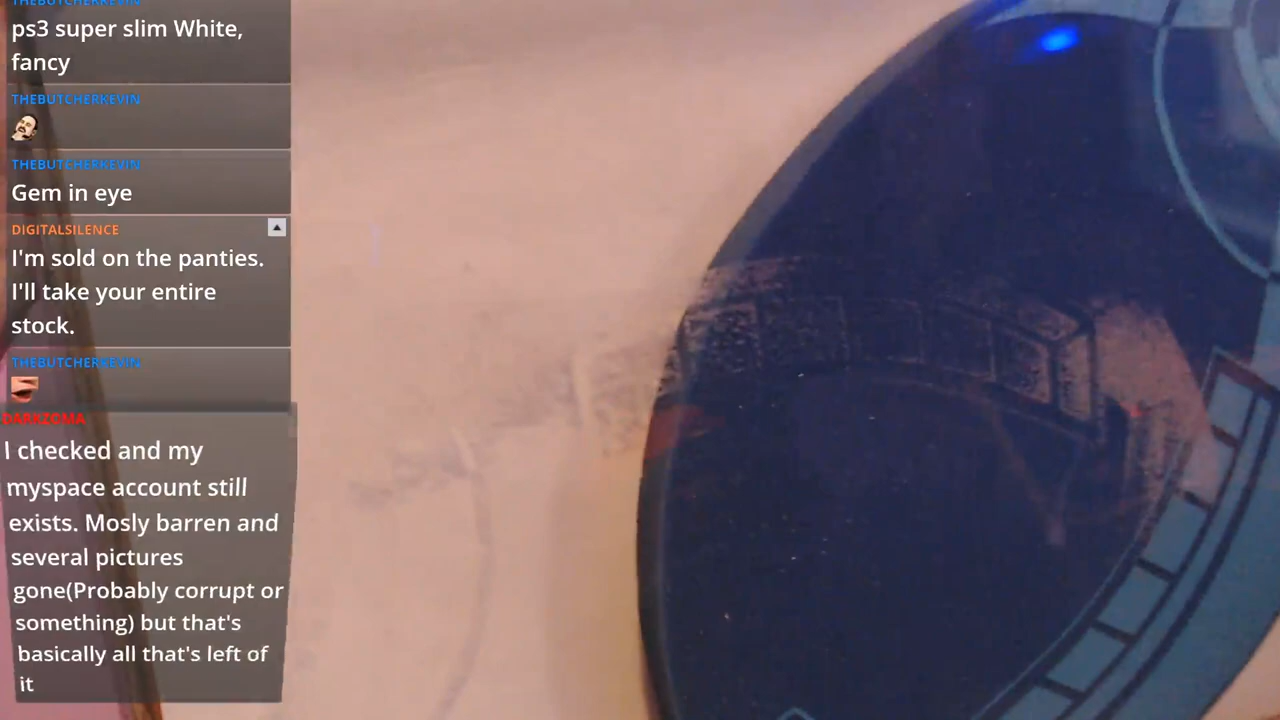 THEBUTCHERKEVIN
ps3 super slim White,
fancy
THEBUTCHERKEVIN
THEBUTCHERKEVIN
Gem in eye
DIGITALSILENCE
I'm sold on the panties.
I'll take your entire
stock.
THEBUTCHERKEVIN
DARKZOMA
I checked and my
myspace account still
exists. Mosly barren and
several pictures
gone(Probably corrupt or
something) but that's
basically all that's left of
it